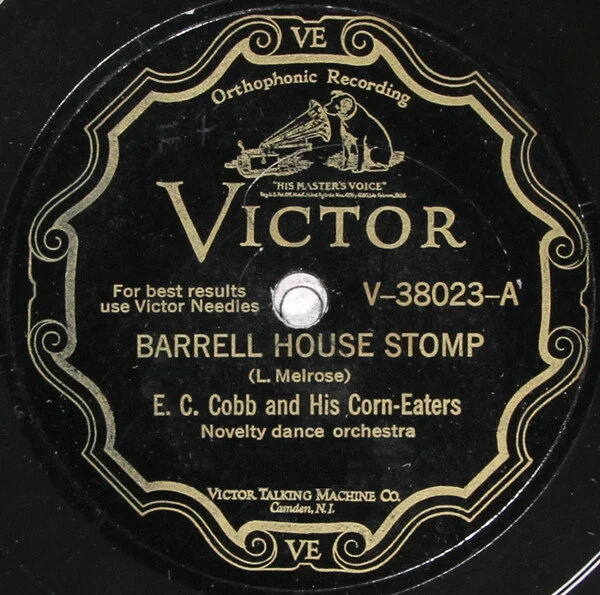 VE
Orthophonic Recording
"HIS MASTER'S VOICE"
VICTOR
For best results
use Victor Needles
V-38023-A
BARRELL HOUSE STOMP
(L. Melrose)
E. C. Cobb and His Corn-Eaters
Novelty dance orchestra
VICTOR TALKING MACHINE CO.
Camden, N.J.
VE